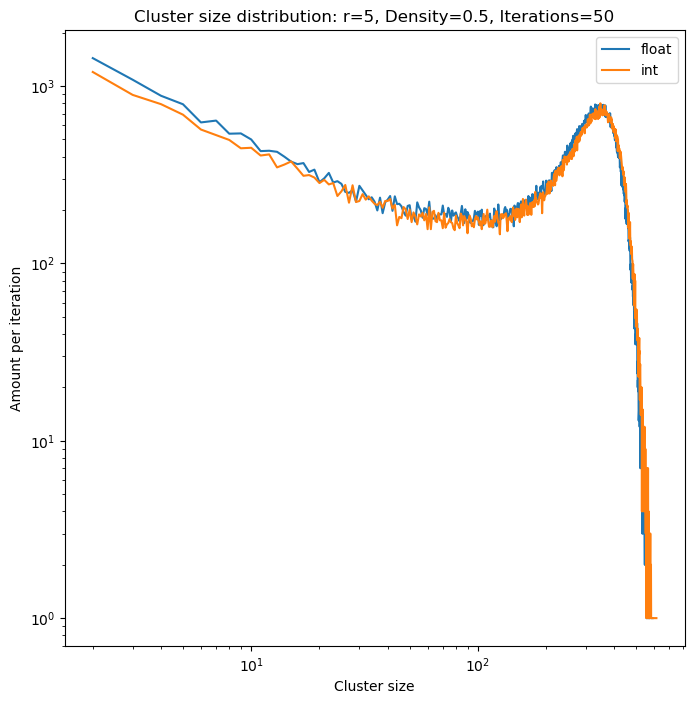 Cluster size distribution: r=5, Density=0.5, Iterations=50
float
int
10³
10²
10¹
10⁰
Amount per iteration
10¹
10²
Cluster size